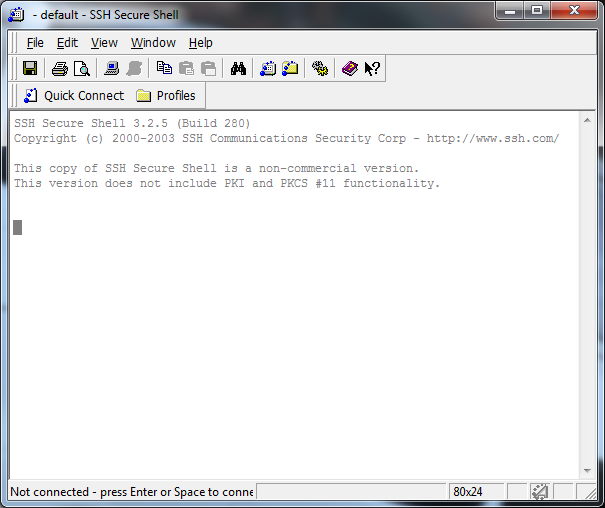 - default - SSH Secure Shell
File Edit View Window Help
Quick Connect Profiles
SSH Secure Shell 3.2.5 (Build 280)
Copyright (c) 2000-2003 SSH Communications Security Corp - http://www.ssh.com/
This copy of SSH Secure Shell is a non-commercial version.
This version does not include PKI and PKCS #11 functionality.
Not connected - press Enter or Space to conne 80x24